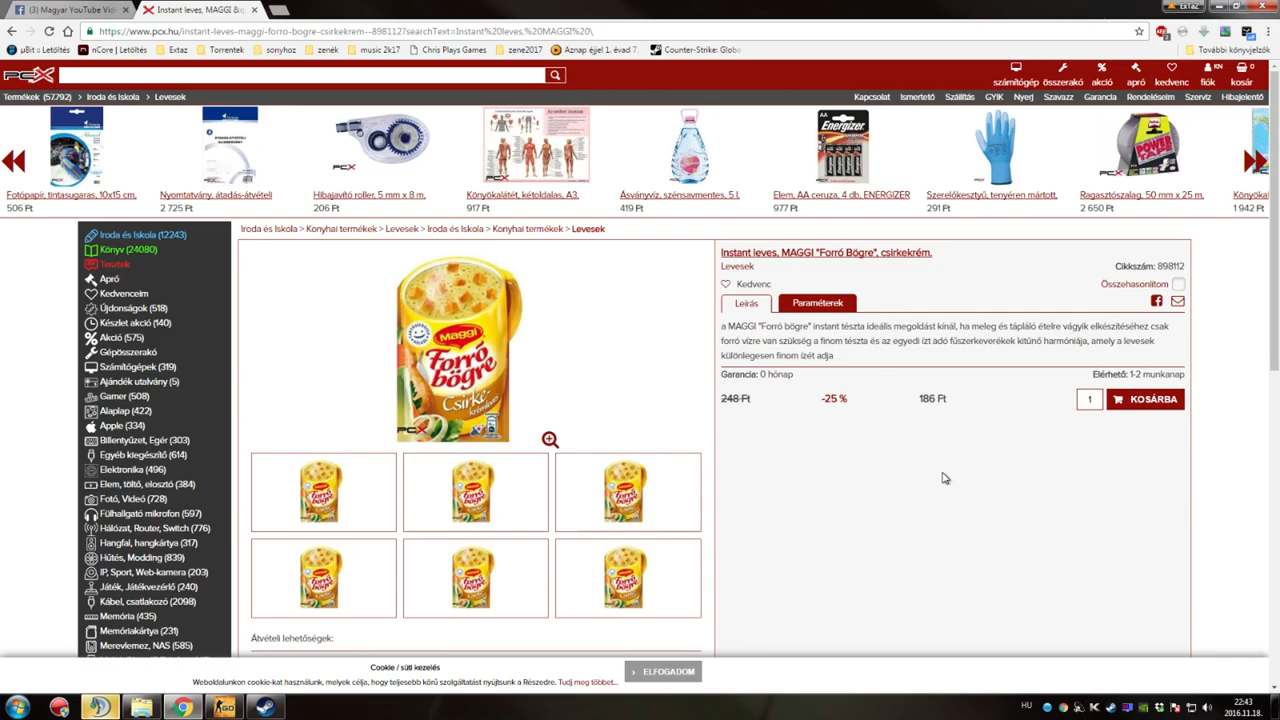 (3) Magyar YouTube Vid
Instant leves, MAGGI &q
ExTaz
https://www.pcx.hu/instant-leves-maggi-forro-bogre-csirkekrem--898112?searchText=Instant%20leves,%20MAGGI%20\
µBit :: Letöltés
nCore | Letöltés
Extaz
Torrentek
sonyhoz
zenék
music 2k17
Chris Plays Games
zene2017
Aznap éjjel 1. évad 7.
Counter-Strike: Globa
További könyvjelzők
PCX
számítógép összerakó akció apró kedvenc fiók kosár
KN
0
Termékek (57.792) > Iroda és Iskola > Levesek
Kapcsolat Ismertető Szállítás GYIK Nyerj Szavazz Garancia Rendeléseim Szerviz Hibajelentő
Fotópapír, tintasugaras, 10x15 cm,
506 Ft
Nyomtatvány, átadás-átvételi
2 725 Ft
Hibajavító roller, 5 mm x 8 m,
206 Ft
Könyökalátét, kétoldalas, A3,
917 Ft
Ásványvíz, szénsavmentes, 5 l,
419 Ft
Elem, AA ceruza, 4 db, ENERGIZER
977 Ft
Szerelőkesztyű, tenyéren mártott,
291 Ft
Ragasztószalag, 50 mm x 25 m,
2 650 Ft
Könyöka
1 942 Ft
Iroda és Iskola (12243)
Könyv (24080)
Tesztek
Apró
Kedvenceim
Újdonságok (518)
Készlet akció (140)
Akció (575)
Gépösszerakó
Számítógépek (319)
Ajándék utalvány (5)
Gamer (508)
Alaplap (422)
Apple (334)
Billentyűzet, Egér (303)
Egyéb kiegészítő (614)
Elektronika (496)
Elem, töltő, elosztó (384)
Fotó, Videó (728)
Fülhallgató mikrofon (597)
Hálózat, Router, Switch (776)
Hangfal, hangkártya (317)
Hűtés, Modding (839)
IP, Sport, Web-kamera (203)
Játék, Játékvezérlő (240)
Kábel, csatlakozó (2098)
Memória (435)
Memóriakártya (231)
Merevlemez, NAS (585)
Iroda és Iskola > Konyhai termékek > Levesek > Iroda és Iskola > Konyhai termékek > Levesek
Maggi
Forró
bögre
Csirke-
krémleves
PCX
Átvételi lehetőségek:
Instant leves, MAGGI "Forró Bögre", csirkekrém.
Levesek
Cikkszám: 898112
Kedvenc
Összehasonlítom
Leírás
Paraméterek
a MAGGI "Forró bögre" instant tészta ideális megoldást kínál, ha meleg és tápláló ételre vágyik elkészítéséhez csak
forró vízre van szükség a finom tészta és az egyedi ízt adó fűszerkeverékek kitűnő harmóniája, amely a levesek
különlegesen finom ízét adja
Garancia: 0 hónap
Elérhető: 1-2 munkanap
248 Ft
-25 %
186 Ft
1
KOSÁRBA
Cookie / süti kezelés
Weboldalunkon cookie-kat használunk, melyek célja, hogy teljesebb körű szolgáltatást nyújtsunk a Részedre. Tudj meg többet...
ELFOGADOM
HU
22:43
2016.11.18.